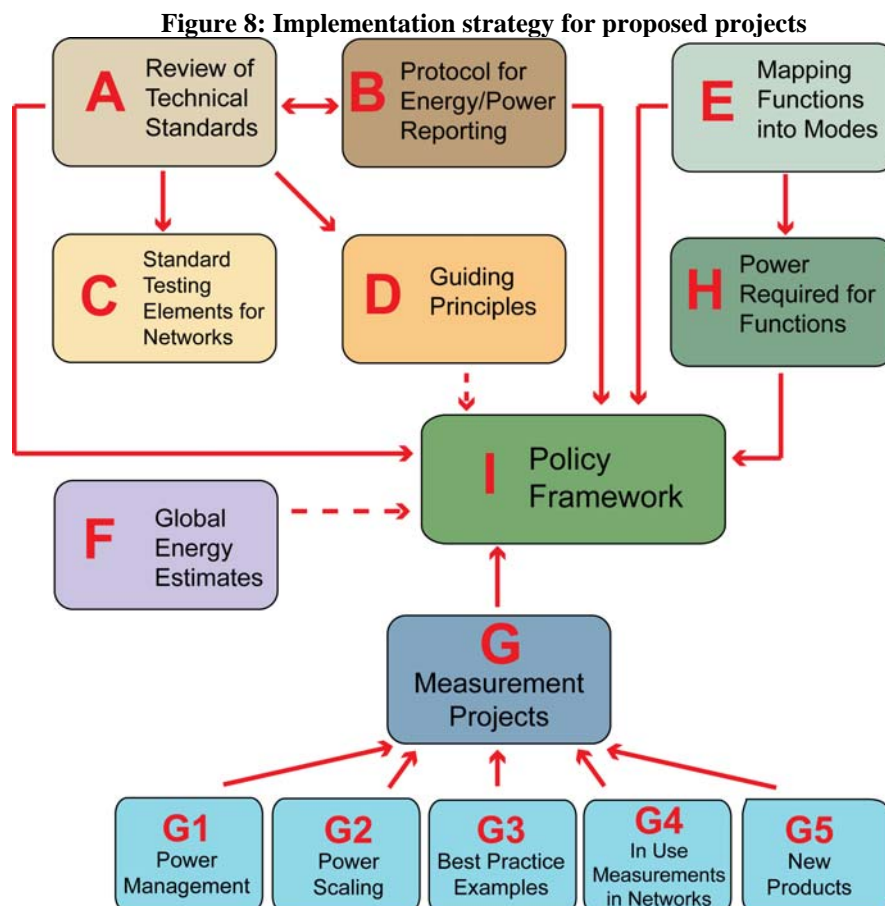 Figure 8: Implementation strategy for proposed projects
A
Review of
Technical
Standards
B
Protocol for
Energy/Power
Reporting
E
Mapping
Functions
into Modes
C
Standard
Testing
Elements for
Networks
D
Guiding
Principles
H
Power
Required for
Functions
I
Policy
Framework
F
Global
Energy
Estimates
G
Measurement
Projects
G1
Power
Management
G2
Power
Scaling
G3
Best Practice
Examples
G4
In Use
Measurements
in Networks
G5
New
Products